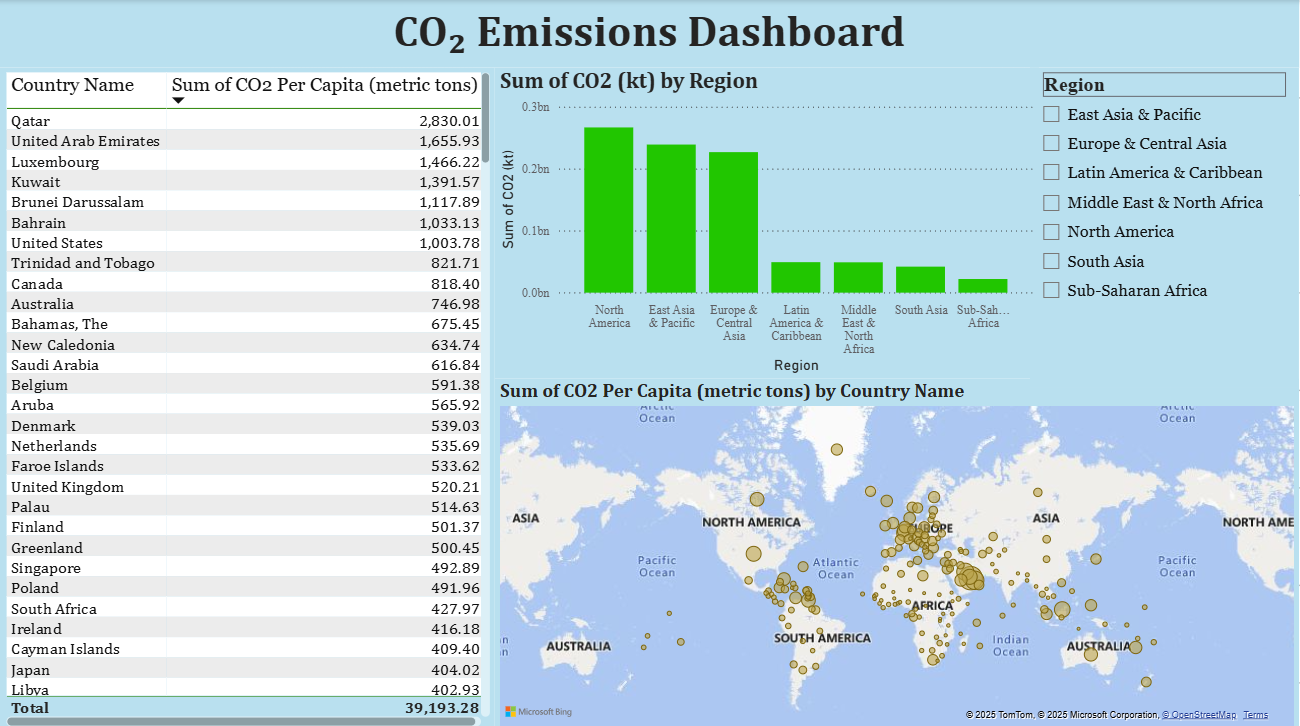 CO₂ Emissions Dashboard
Country Name Sum of CO2 Per Capita (metric tons)
Qatar 2,830.01
United Arab Emirates 1,655.93
Luxembourg 1,466.22
Kuwait 1,391.57
Brunei Darussalam 1,117.89
Bahrain 1,033.13
United States 1,003.78
Trinidad and Tobago 821.71
Canada 818.40
Australia 746.98
Bahamas, The 675.45
New Caledonia 634.74
Saudi Arabia 616.84
Belgium 591.38
Aruba 565.92
Denmark 539.03
Netherlands 535.69
Faroe Islands 533.62
United Kingdom 520.21
Palau 514.63
Finland 501.37
Greenland 500.45
Singapore 492.89
Poland 491.96
South Africa 427.97
Ireland 416.18
Cayman Islands 409.40
Japan 404.02
Libya 402.93
Total 39,193.28
Sum of CO2 (kt) by Region
Sum of CO2 (kt)
0.3bn
0.2bn
0.1bn
0.0bn
North
America
East Asia
& Pacific
Europe &
Central
Asia
Latin
America &
Caribbean
Middle
East &
North
Africa
South Asia
Sub-Sah...
Africa
Region
Region
East Asia & Pacific
Europe & Central Asia
Latin America & Caribbean
Middle East & North Africa
North America
South Asia
Sub-Saharan Africa
Sum of CO2 Per Capita (metric tons) by Country Name
Arctic
Ocean
Arctic
Ocean
ASIA
NORTH AMERICA
EUROPE
ASIA
NORTH AME
Pacific
Ocean
Atlantic
Ocean
Pacific
Ocean
AFRICA
AUSTRALIA
SOUTH AMERICA
Indian
Ocean
AUSTRALIA
Microsoft Bing
© 2025 TomTom, © 2025 Microsoft Corporation, © OpenStreetMap Terms